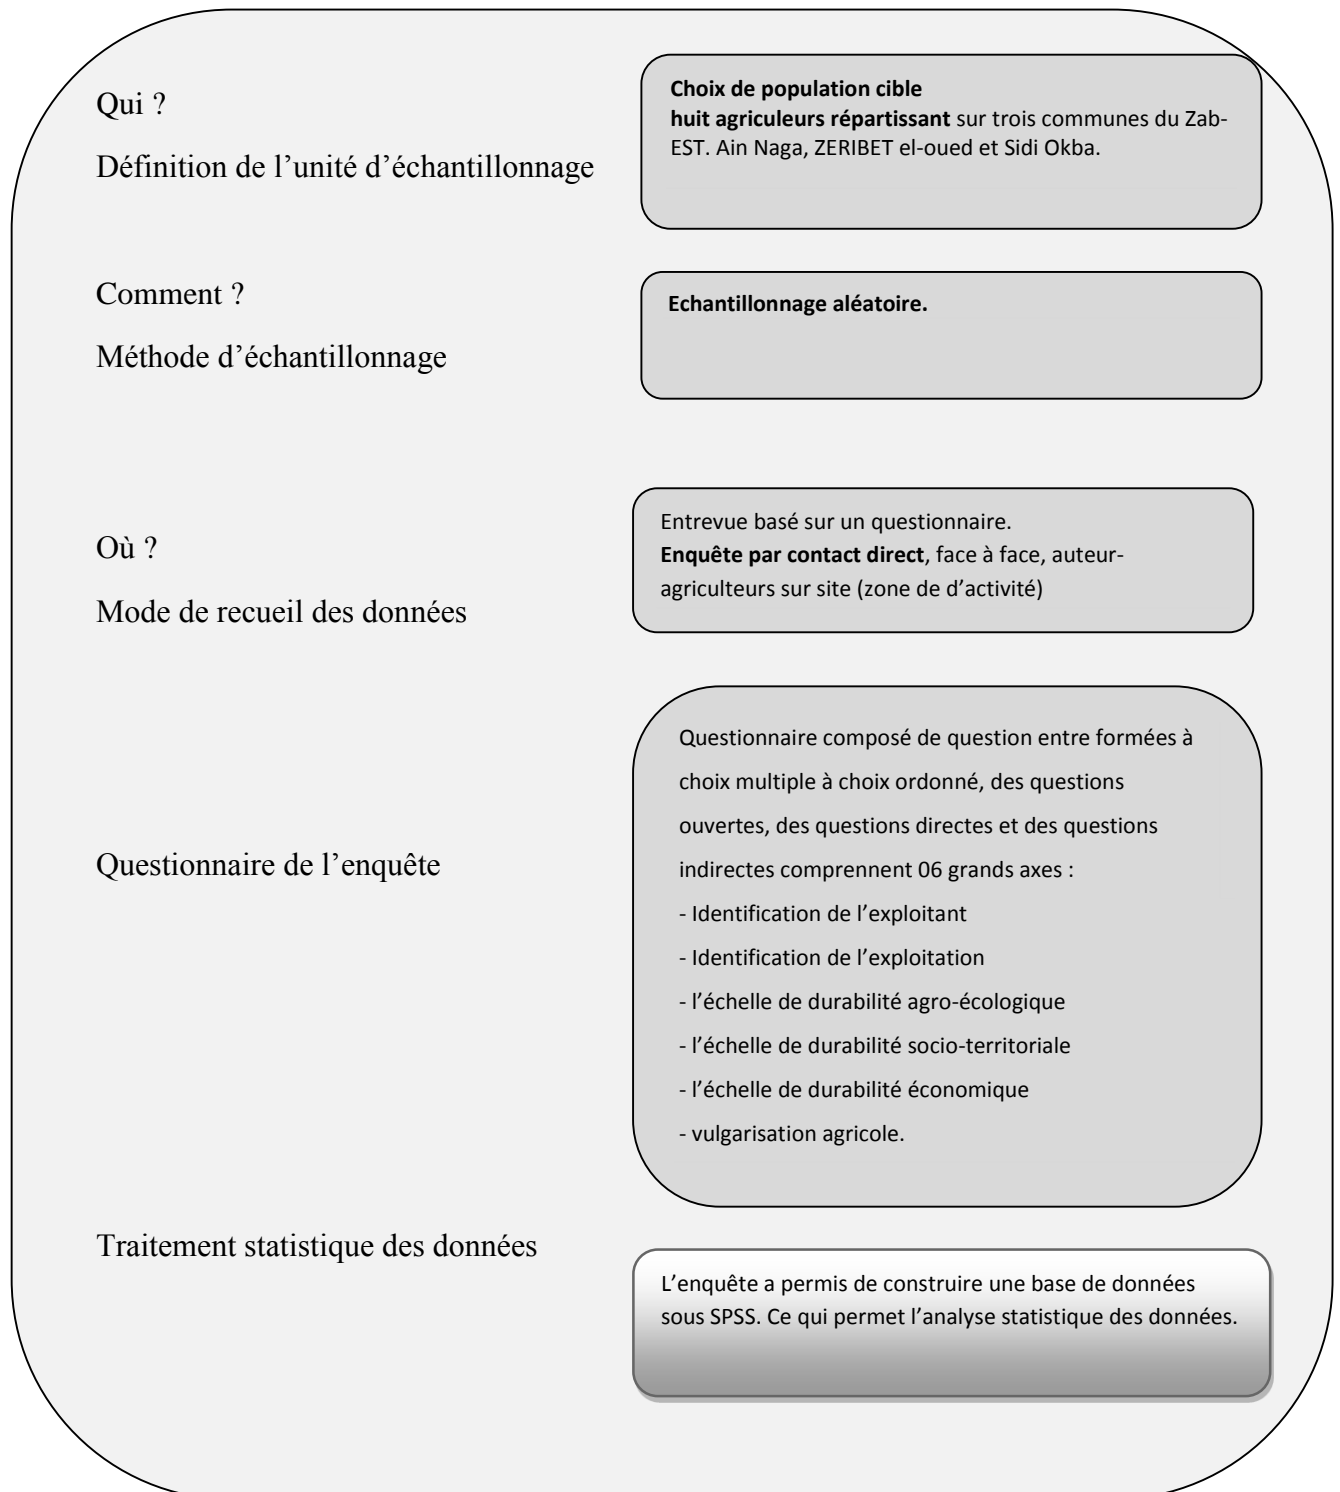 Qui ?
Définition de l’unité d’échantillonnage
Choix de population cible
huit agriculeurs répartissant sur trois communes du Zab-
EST. Ain Naga, ZERIBET el-oued et Sidi Okba.
Comment ?
Méthode d’échantillonnage
Echantillonnage aléatoire.
Où ?
Mode de recueil des données
Entrevue basé sur un questionnaire.
Enquête par contact direct, face à face, auteur-
agriculteurs sur site (zone de d’activité)
Questionnaire de l’enquête
Questionnaire composé de question entre formées à
choix multiple à choix ordonné, des questions
ouvertes, des questions directes et des questions
indirectes comprennent 06 grands axes :
- Identification de l’exploitant
- Identification de l’exploitation
- l’échelle de durabilité agro-écologique
- l’échelle de durabilité socio-territoriale
- l’échelle de durabilité économique
- vulgarisation agricole.
Traitement statistique des données
L’enquête a permis de construire une base de données
sous SPSS. Ce qui permet l’analyse statistique des données.